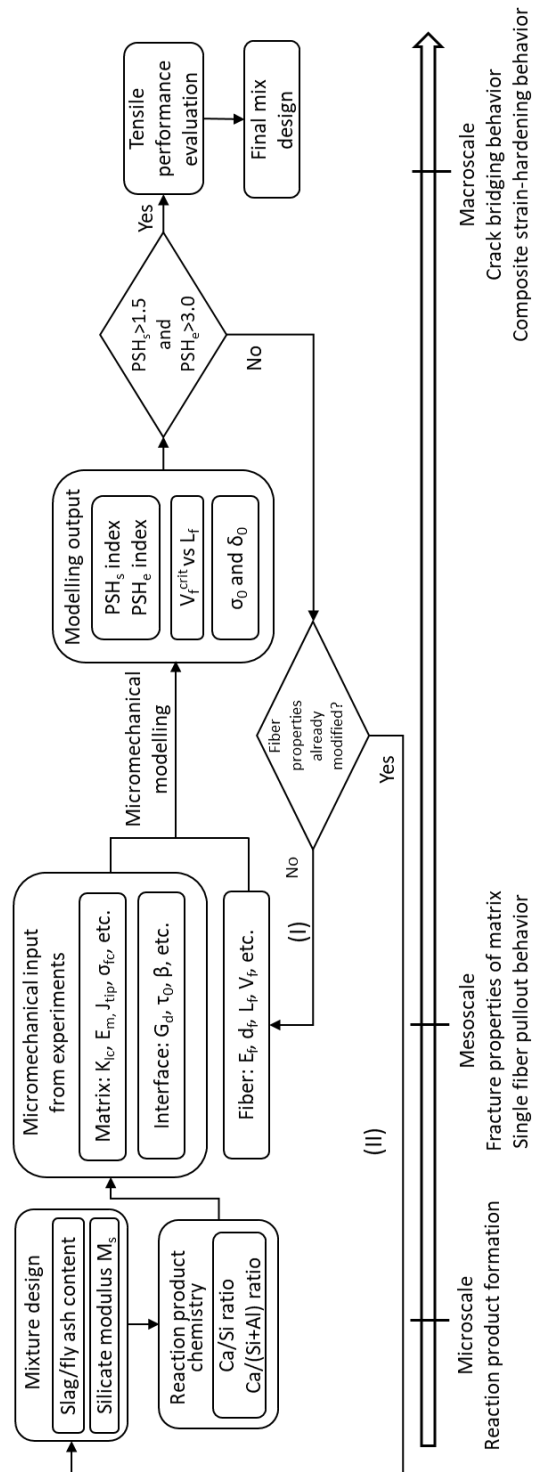 Mixture design
Slag/fly ash content
Silicate modulus Ms
Reaction product
chemistry
Ca/Si ratio
Ca/(Si+Al) ratio
Micromechanical input
from experiments
Matrix: KIc, Em, Jtip, σfc, etc.
Interface: Gd, τ0, β, etc.
Fiber: Ef, df, Lf, Vf, etc.
Micromechanical
modelling
Modelling output
PSHs index
PSHe index
Vf^crit vs Lf
σ0 and δ0
PSHs>1.5
and
PSHe>3.0
Yes
No
Tensile
performance
evaluation
Final mix
design
Fiber
properties
already
modified?
No
(I)
Yes
(II)
Microscale
Reaction product formation
Mesoscale
Fracture properties of matrix
Single fiber pullout behavior
Macroscale
Crack bridging behavior
Composite strain-hardening behavior